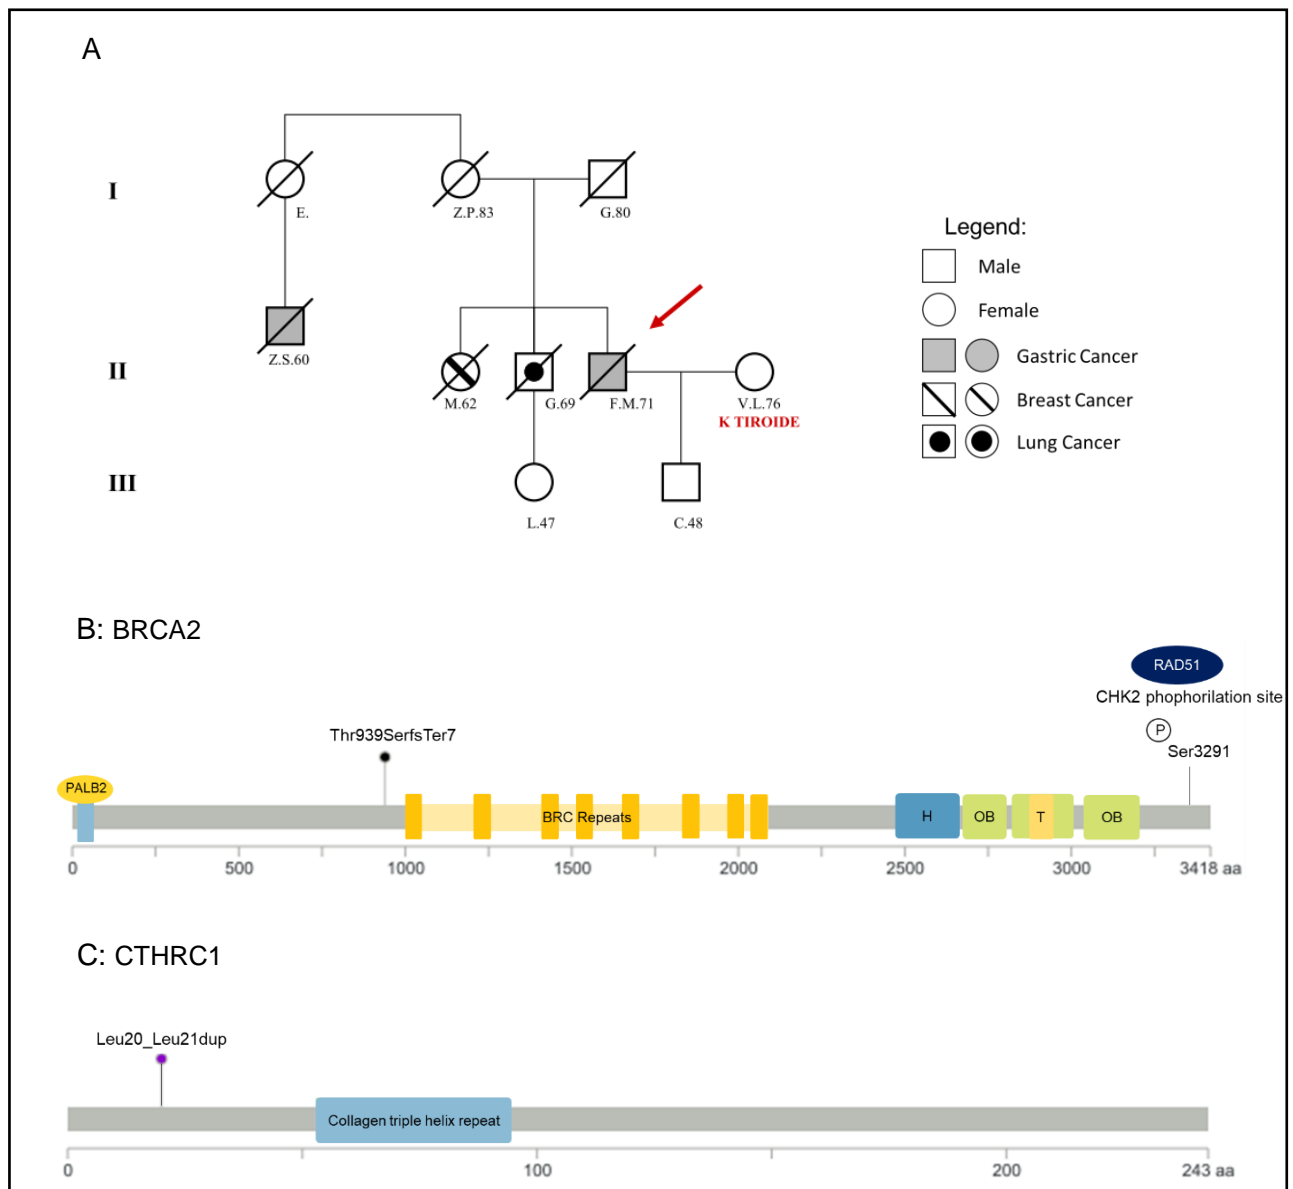 A
I
E.
Z.P.83
G.80
Legend:
Male
Female
Gastric Cancer
Breast Cancer
Lung Cancer
Z.S.60
II
M.62
G.69
F.M.71
V.L.76
K TIROIDE
III
L.47
C.48
B: BRCA2
RAD51
CHK2 phophorilation site
P
Ser3291
Thr939SerfsTer7
PALB2
BRC Repeats
H
OB
T
OB
0 500 1000 1500 2000 2500 3000 3418 aa
C: CTHRC1
Leu20_Leu21dup
Collagen triple helix repeat
0 100 200 243 aa